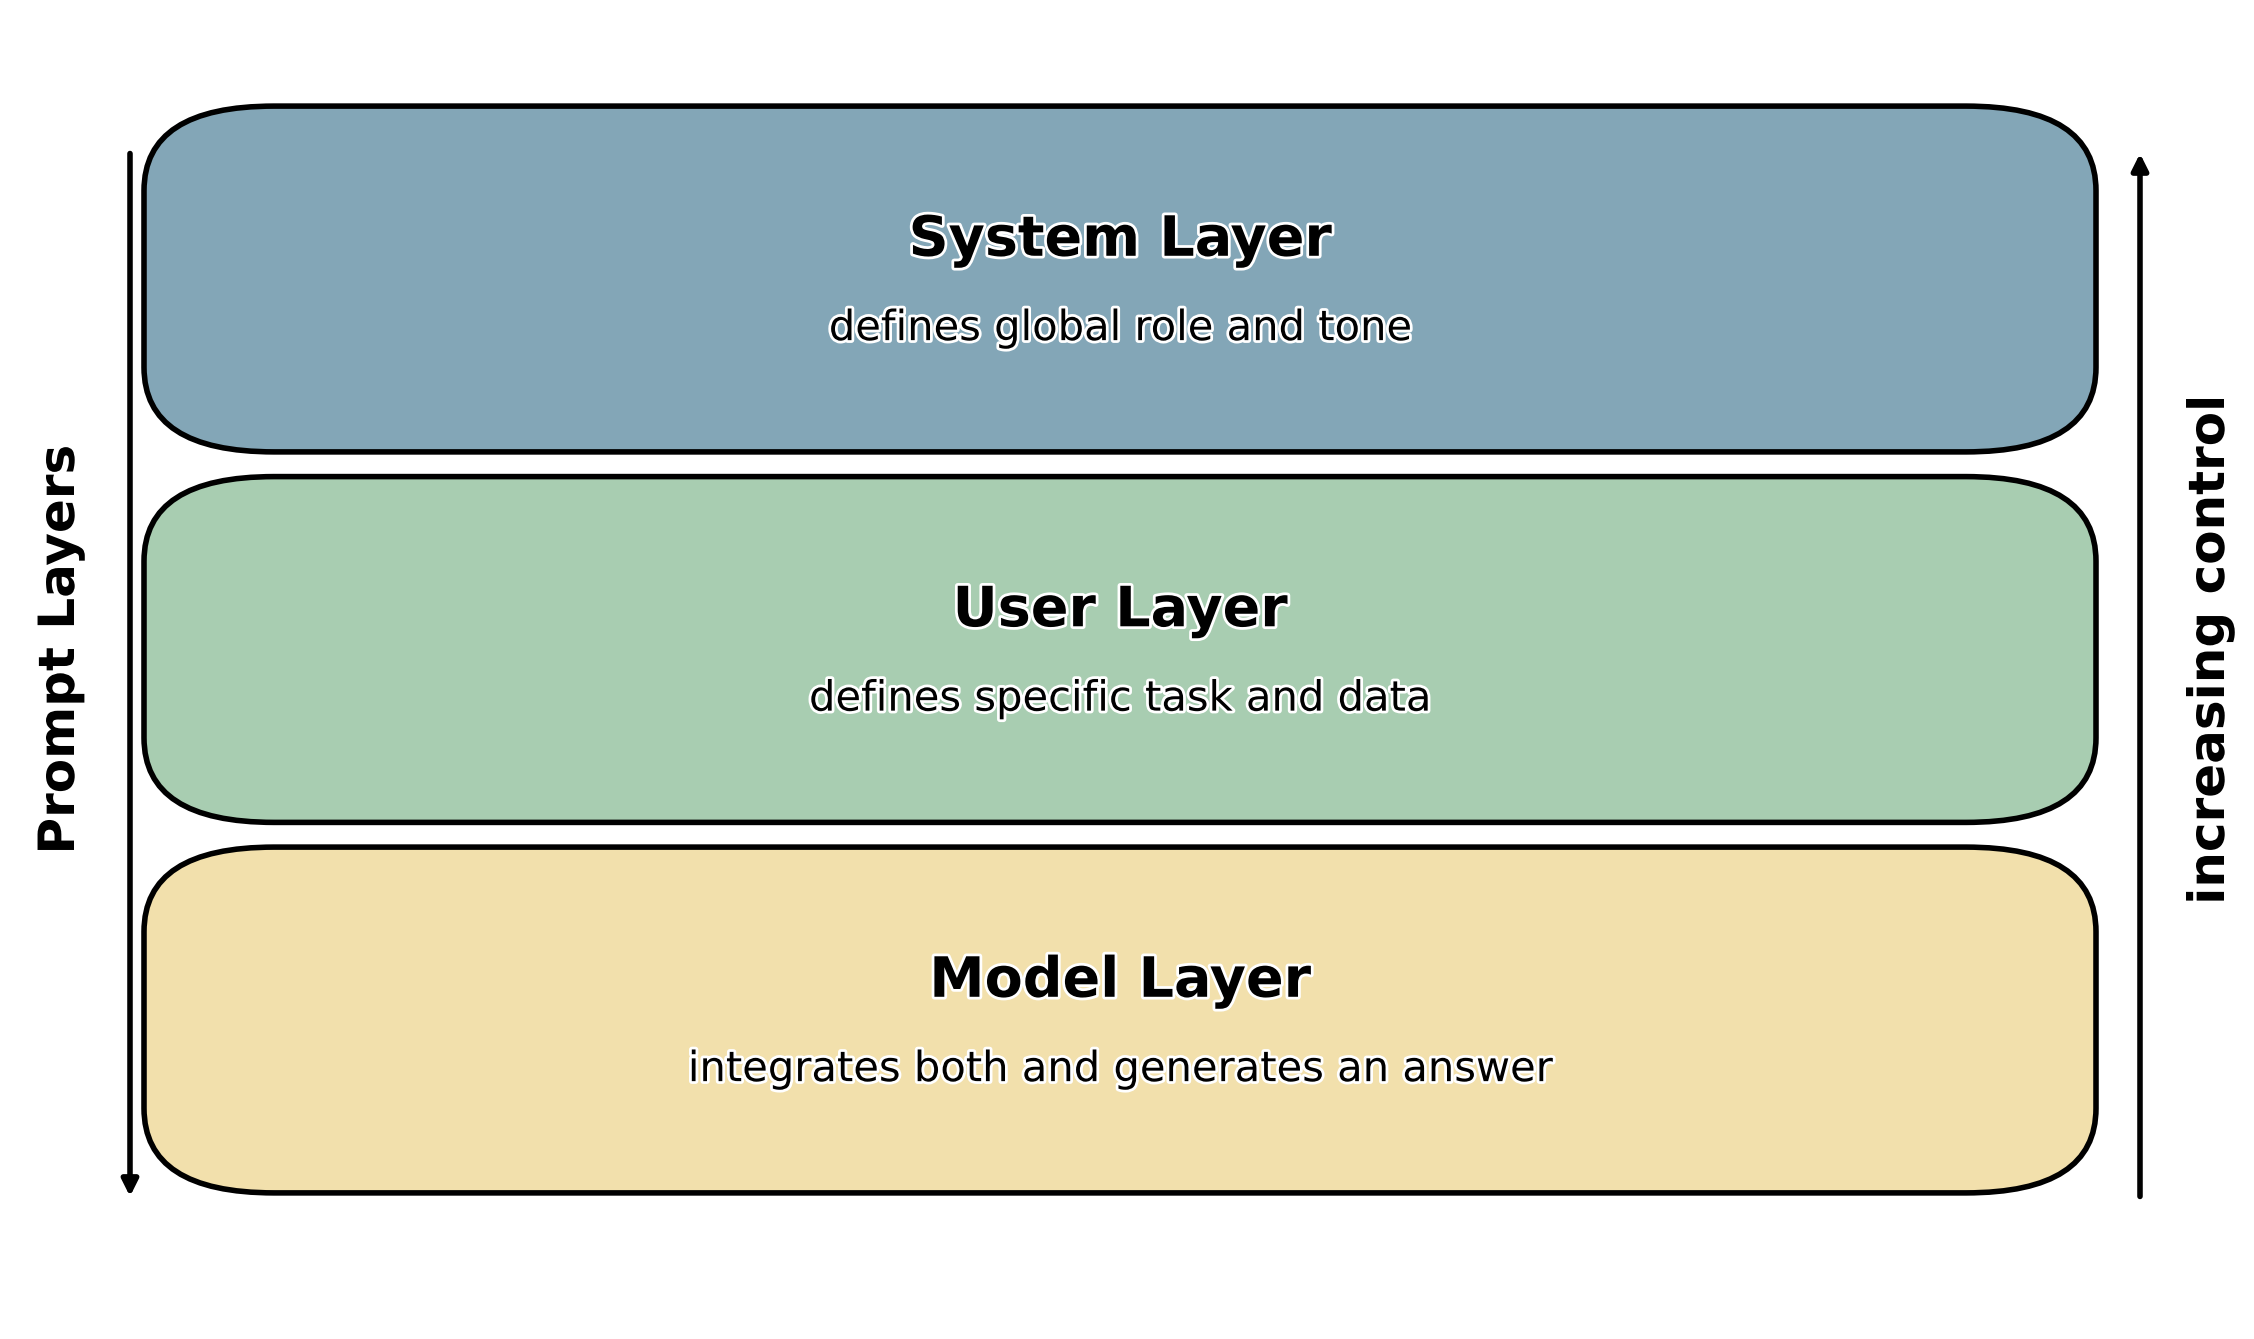 System Layer
defines global role and tone
User Layer
defines specific task and data
Model Layer
integrates both and generates an answer
Prompt Layers
increasing control